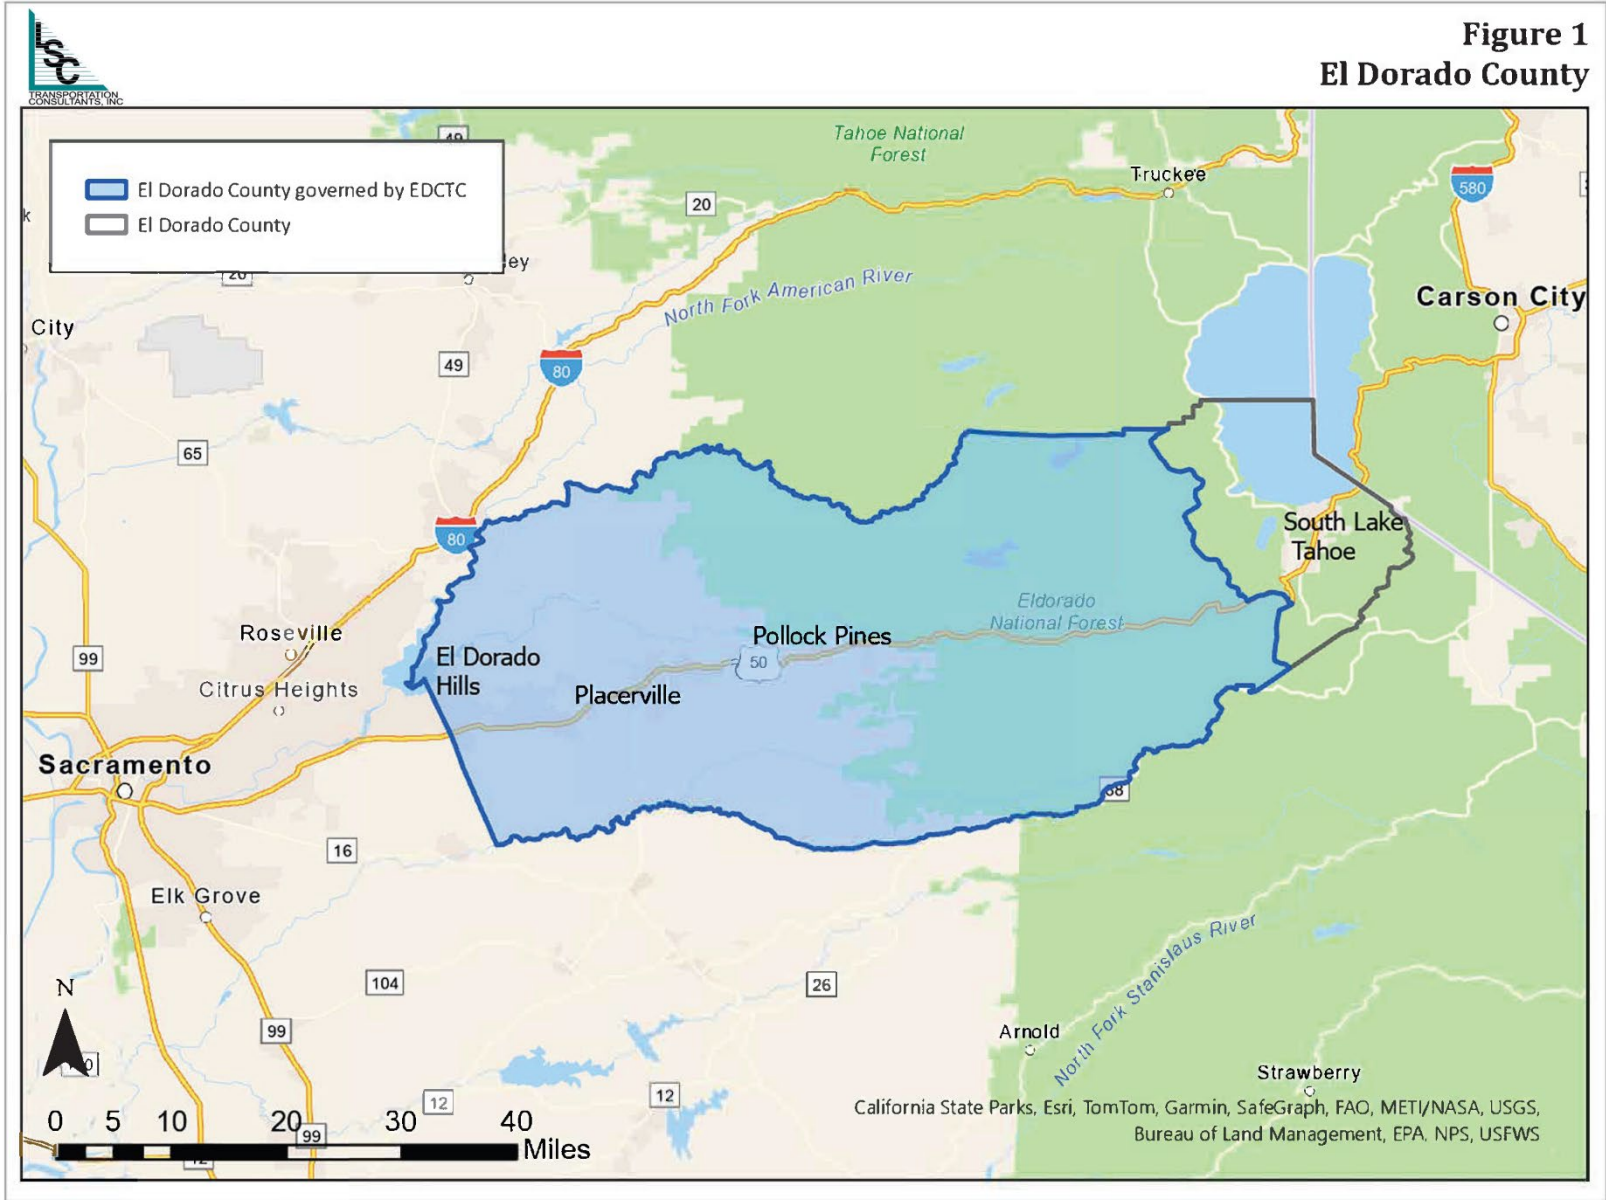 LSC
TRANSPORTATION
CONSULTANTS, INC
Figure 1
El Dorado County
El Dorado County governed by EDCTC
El Dorado County
Tahoe National
Forest
Truckee
580
20
49
20
ley
North Fork American River
Carson City
City
49
80
65
80
South Lake
Tahoe
Eldorado
National Forest
Roseville
Pollock Pines
El Dorado
Hills
50
99
Citrus Heights
Placerville
Sacramento
16
Elk Grove
North Fork Stanislaus River
N
104
26
99
Arnold
Strawberry
12
12
California State Parks, Esri, TomTom, Garmin, SafeGraph, FAO, METI/NASA, USGS,
Bureau of Land Management, EPA, NPS, USFWS
0 5 10 20 30 40
Miles
99
12